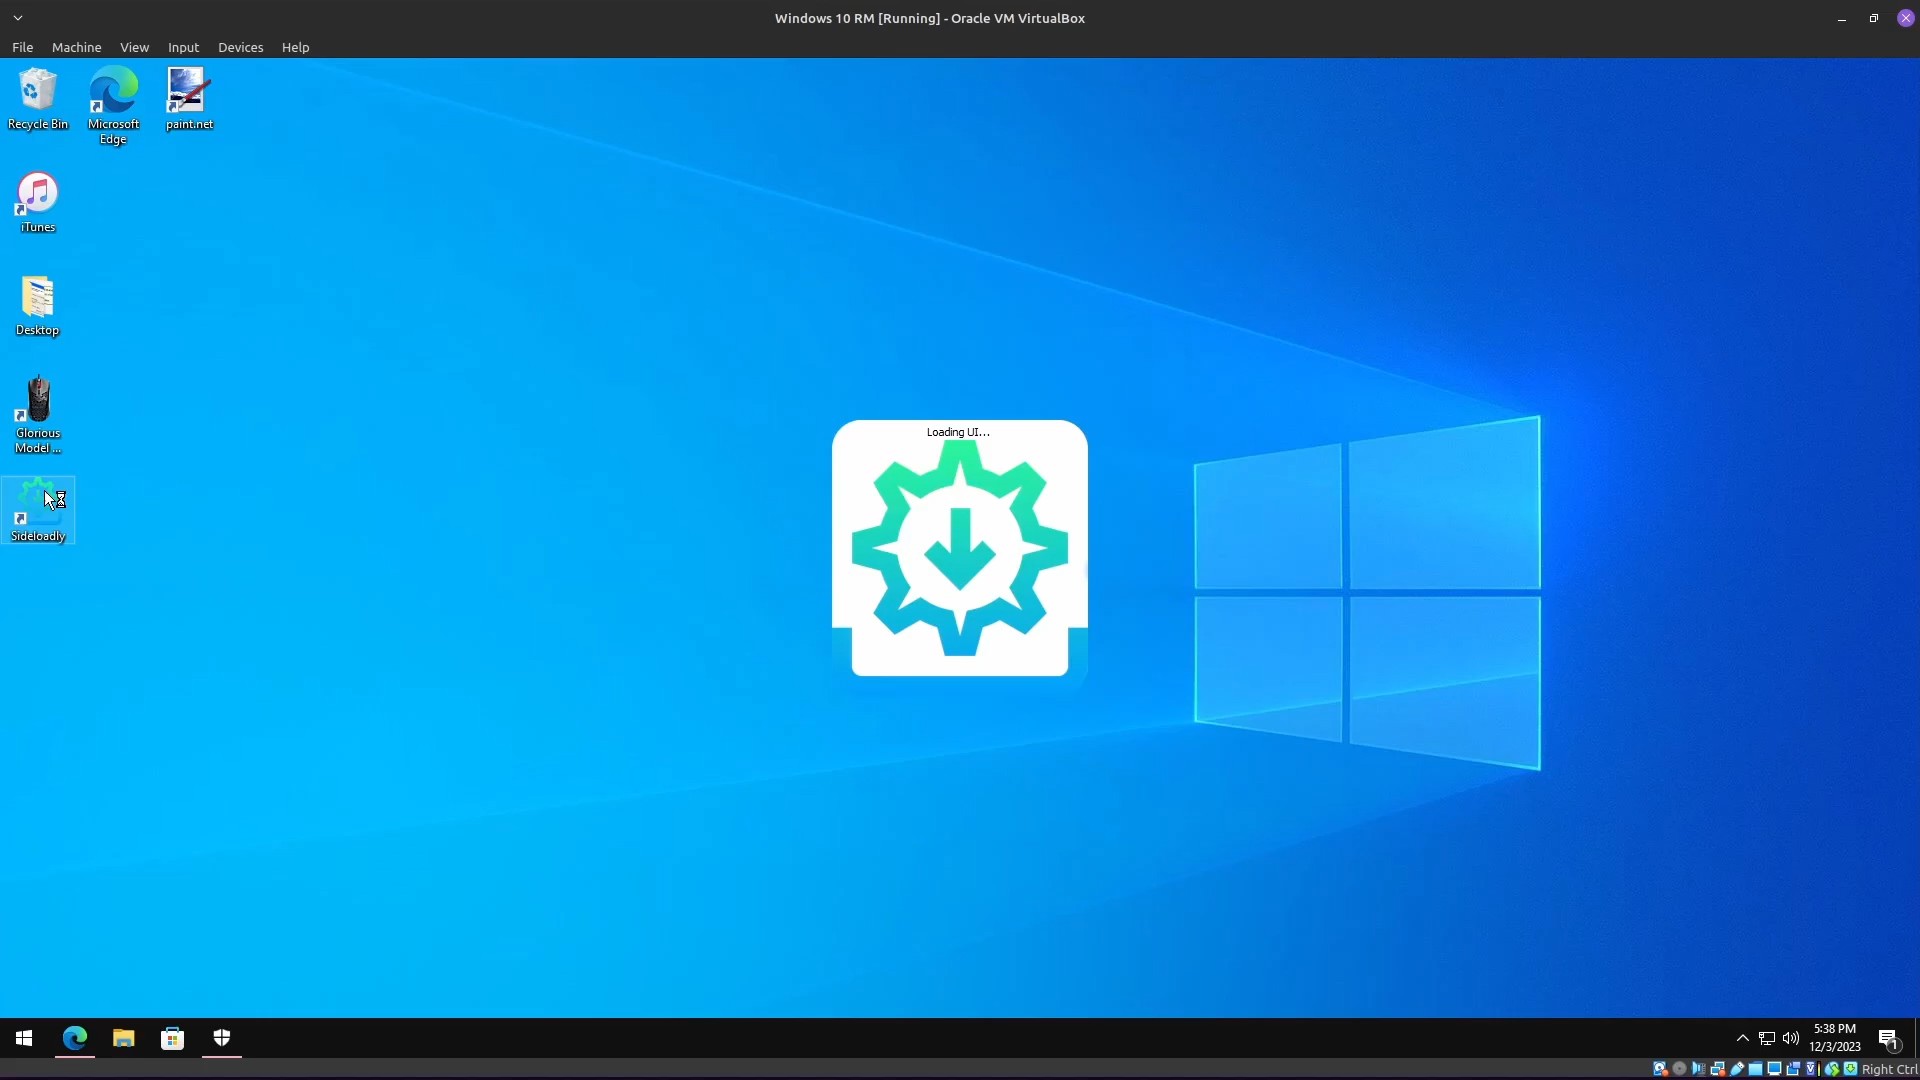 Windows 10 RM [Running] - Oracle VM VirtualBox
File Machine View Input Devices Help
Recycle Bin
Microsoft
Edge
paint.net
iTunes
Desktop
Glorious
Model ...
Sideloadly
Loading UI...
5:38 PM
12/3/2023
1
Right Ctrl